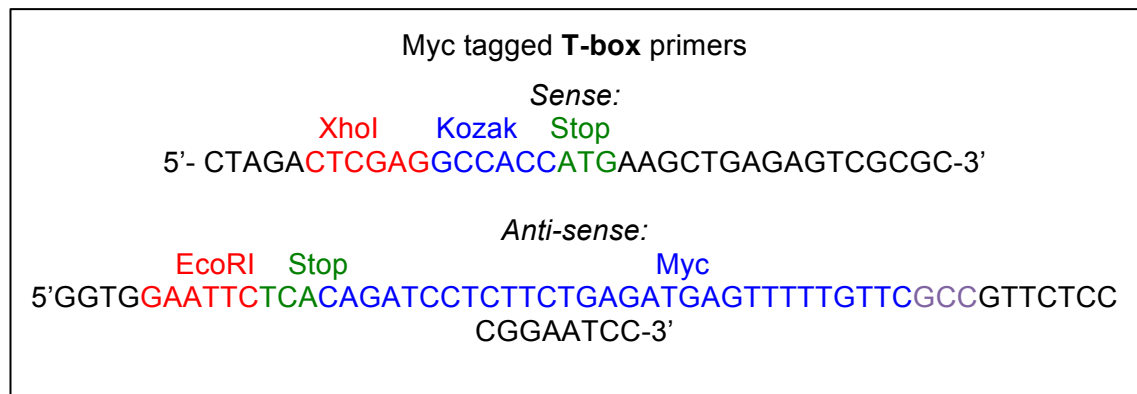 Myc tagged T-box primers
Sense:
XhoI Kozak Stop
5'- CTAGACTCGAGGCCACCATGAAGCTGAGAGTCGCGC-3'
Anti-sense:
EcoRI Stop Myc
5'GGTGGAATTCTCACAGATCCTCTTCTGAGATGAGTTTTTGTTCGCCGTTCTCC
CGGAATCC-3'